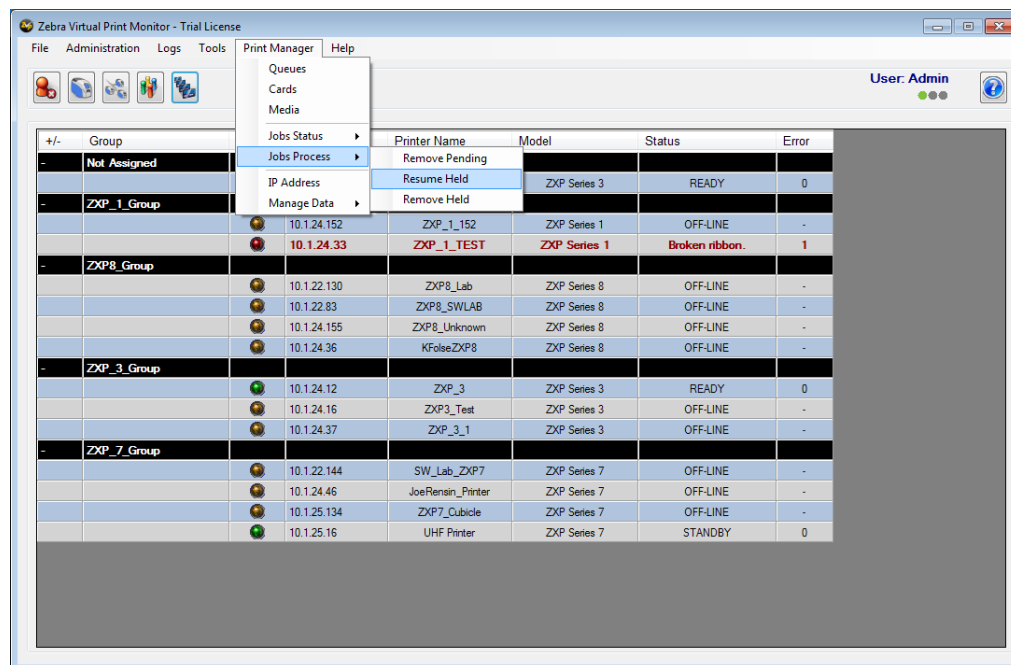 Zebra Virtual Print Monitor - Trial License
File Administration Logs Tools Print Manager Help
Queues
Cards
Media
Jobs Status
Jobs Process
IP Address
Manage Data
Remove Pending
Resume Held
Remove Held
User: Admin
+/- Group Printer Name Model Status Error
- Not Assigned
ZXP Series 3 READY 0
- ZXP_1_Group
10.1.24.152 ZXP_1_152 ZXP Series 1 OFF-LINE -
10.1.24.33 ZXP_1_TEST ZXP Series 1 Broken ribbon. 1
- ZXP8_Group
10.1.22.130 ZXP8_Lab ZXP Series 8 OFF-LINE -
10.1.22.83 ZXP8_SWLAB ZXP Series 8 OFF-LINE -
10.1.24.155 ZXP8_Unknown ZXP Series 8 OFF-LINE -
10.1.24.36 KFolseZXP8 ZXP Series 8 OFF-LINE -
- ZXP_3_Group
10.1.24.12 ZXP_3 ZXP Series 3 READY 0
10.1.24.16 ZXP3_Test ZXP Series 3 OFF-LINE -
10.1.24.37 ZXP_3_1 ZXP Series 3 OFF-LINE -
- ZXP_7_Group
10.1.22.144 SW_Lab_ZXP7 ZXP Series 7 OFF-LINE -
10.1.24.46 JoeRensin_Printer ZXP Series 7 OFF-LINE -
10.1.25.134 ZXP7_Cubicle ZXP Series 7 OFF-LINE -
10.1.25.16 UHF Printer ZXP Series 7 STANDBY 0